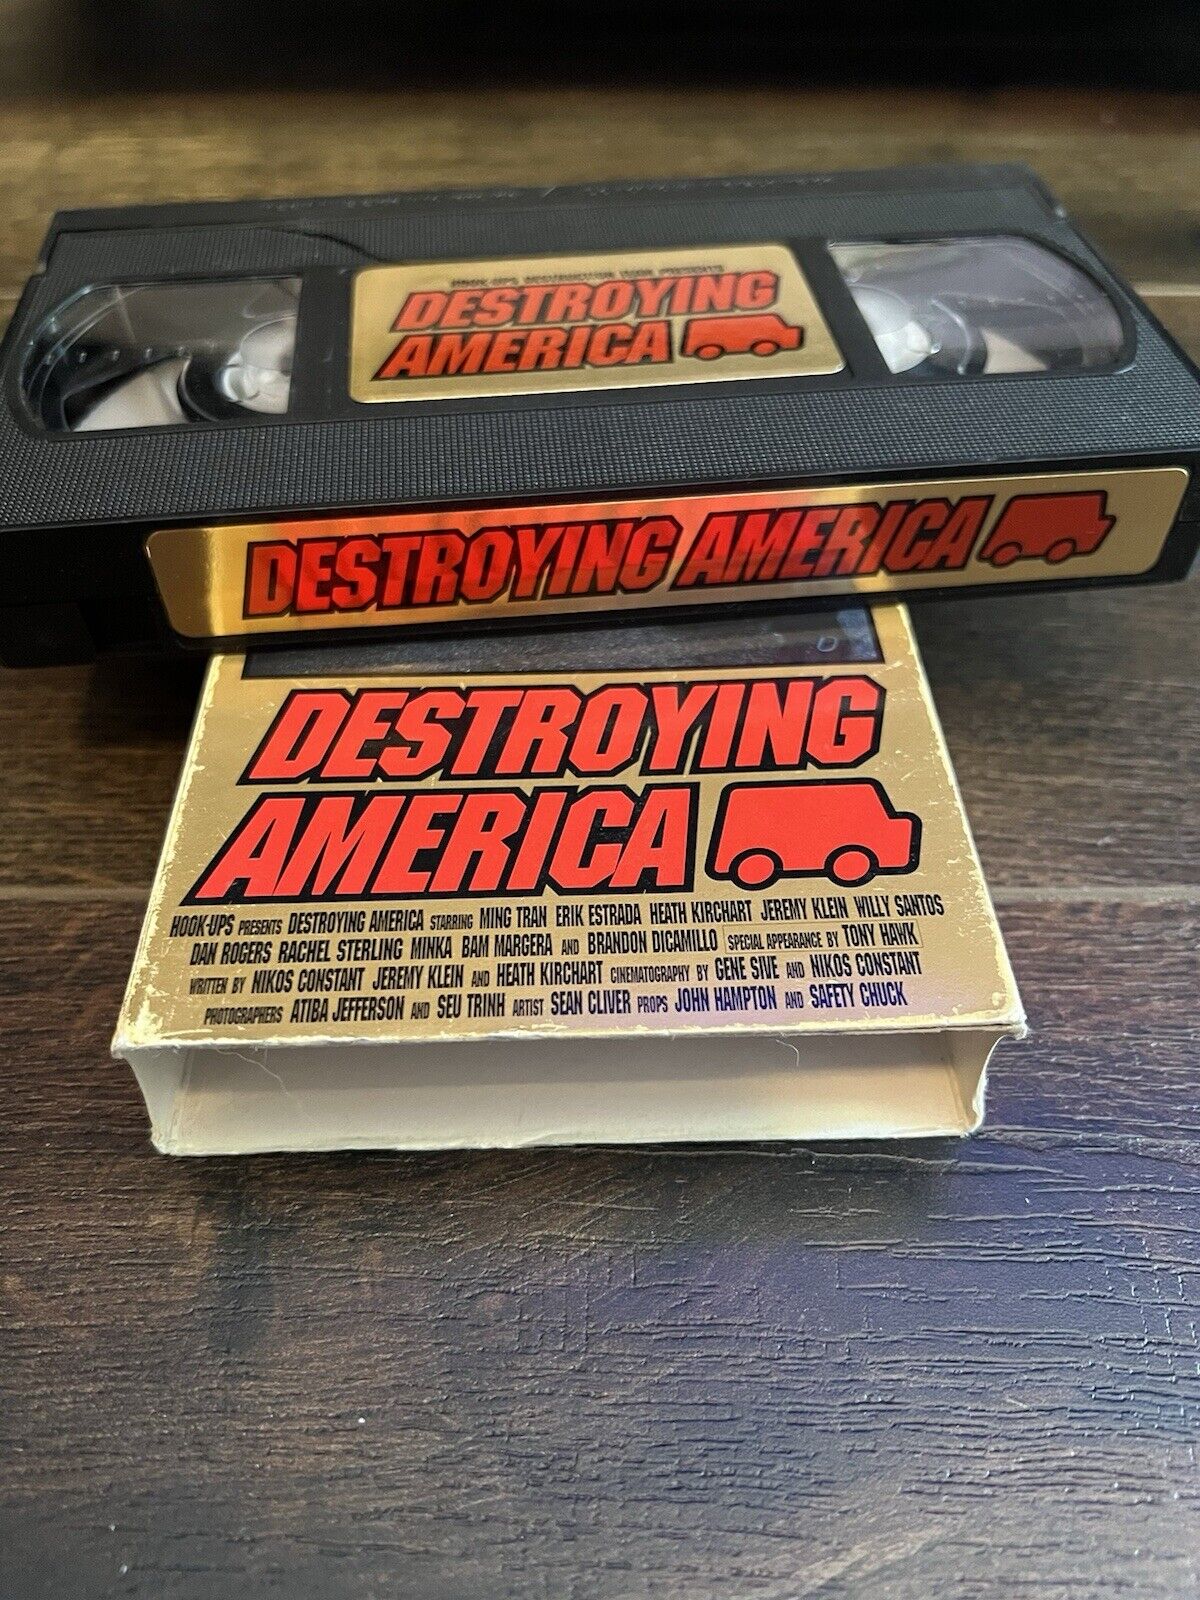 HOOK-UPS DESTRUCTION TOUR PRESENTS
DESTROYING
AMERICA
DESTROYING AMERICA
DESTROYING
AMERICA
HOOK-UPS PRESENTS DESTROYING AMERICA STARRING MING TRAN ERIK ESTRADA HEATH KIRCHART JEREMY KLEIN WILLY SANTOS
DAN ROGERS RACHEL STERLING MINKA BAM MARGERA AND BRANDON DICAMILLO SPECIAL APPEARANCE BY TONY HAWK
WRITTEN BY NIKOS CONSTANT JEREMY KLEIN AND HEATH KIRCHART CINEMATOGRAPHY BY GENE SIVE AND NIKOS CONSTANT
PHOTOGRAPHERS ATIBA JEFFERSON AND SEU TRINH ARTIST SEAN CLIVER PROPS JOHN HAMPTON AND SAFETY CHUCK